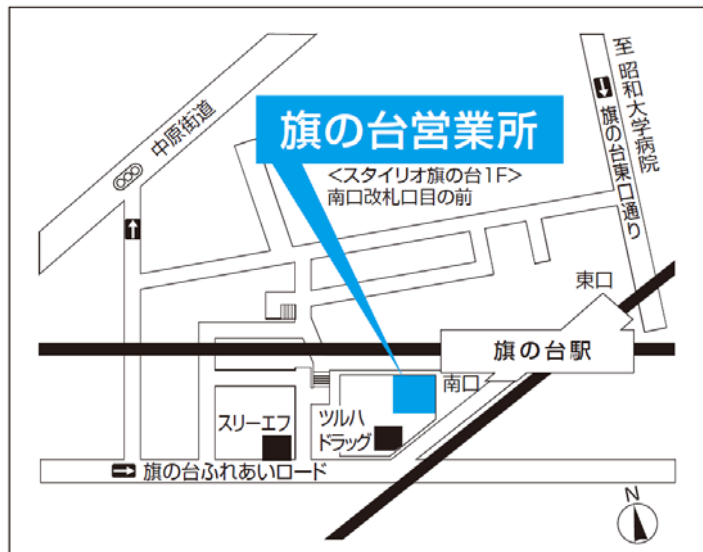 中原街道
旗の台営業所
<スタイリオ旗の台1F>
南口改札口目の前
至 昭和大学病院
旗の台東口通り
東口
旗の台駅
南口
スリーエフ
ツルハ
ドラッグ
旗の台ふれあいロード
N